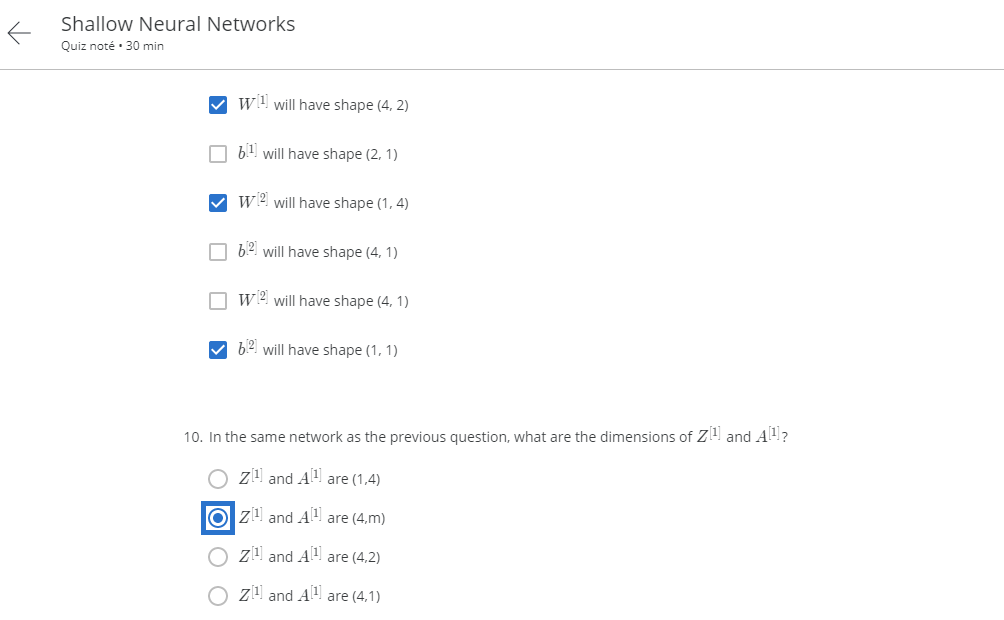 Shallow Neural Networks
Quiz noté • 30 min
W[1] will have shape (4, 2)
b[1] will have shape (2, 1)
W[2] will have shape (1, 4)
b[2] will have shape (4, 1)
W[2] will have shape (4, 1)
b[2] will have shape (1, 1)
10. In the same network as the previous question, what are the dimensions of Z[1] and A[1]?
Z[1] and A[1] are (1,4)
Z[1] and A[1] are (4,m)
Z[1] and A[1] are (4,2)
Z[1] and A[1] are (4,1)